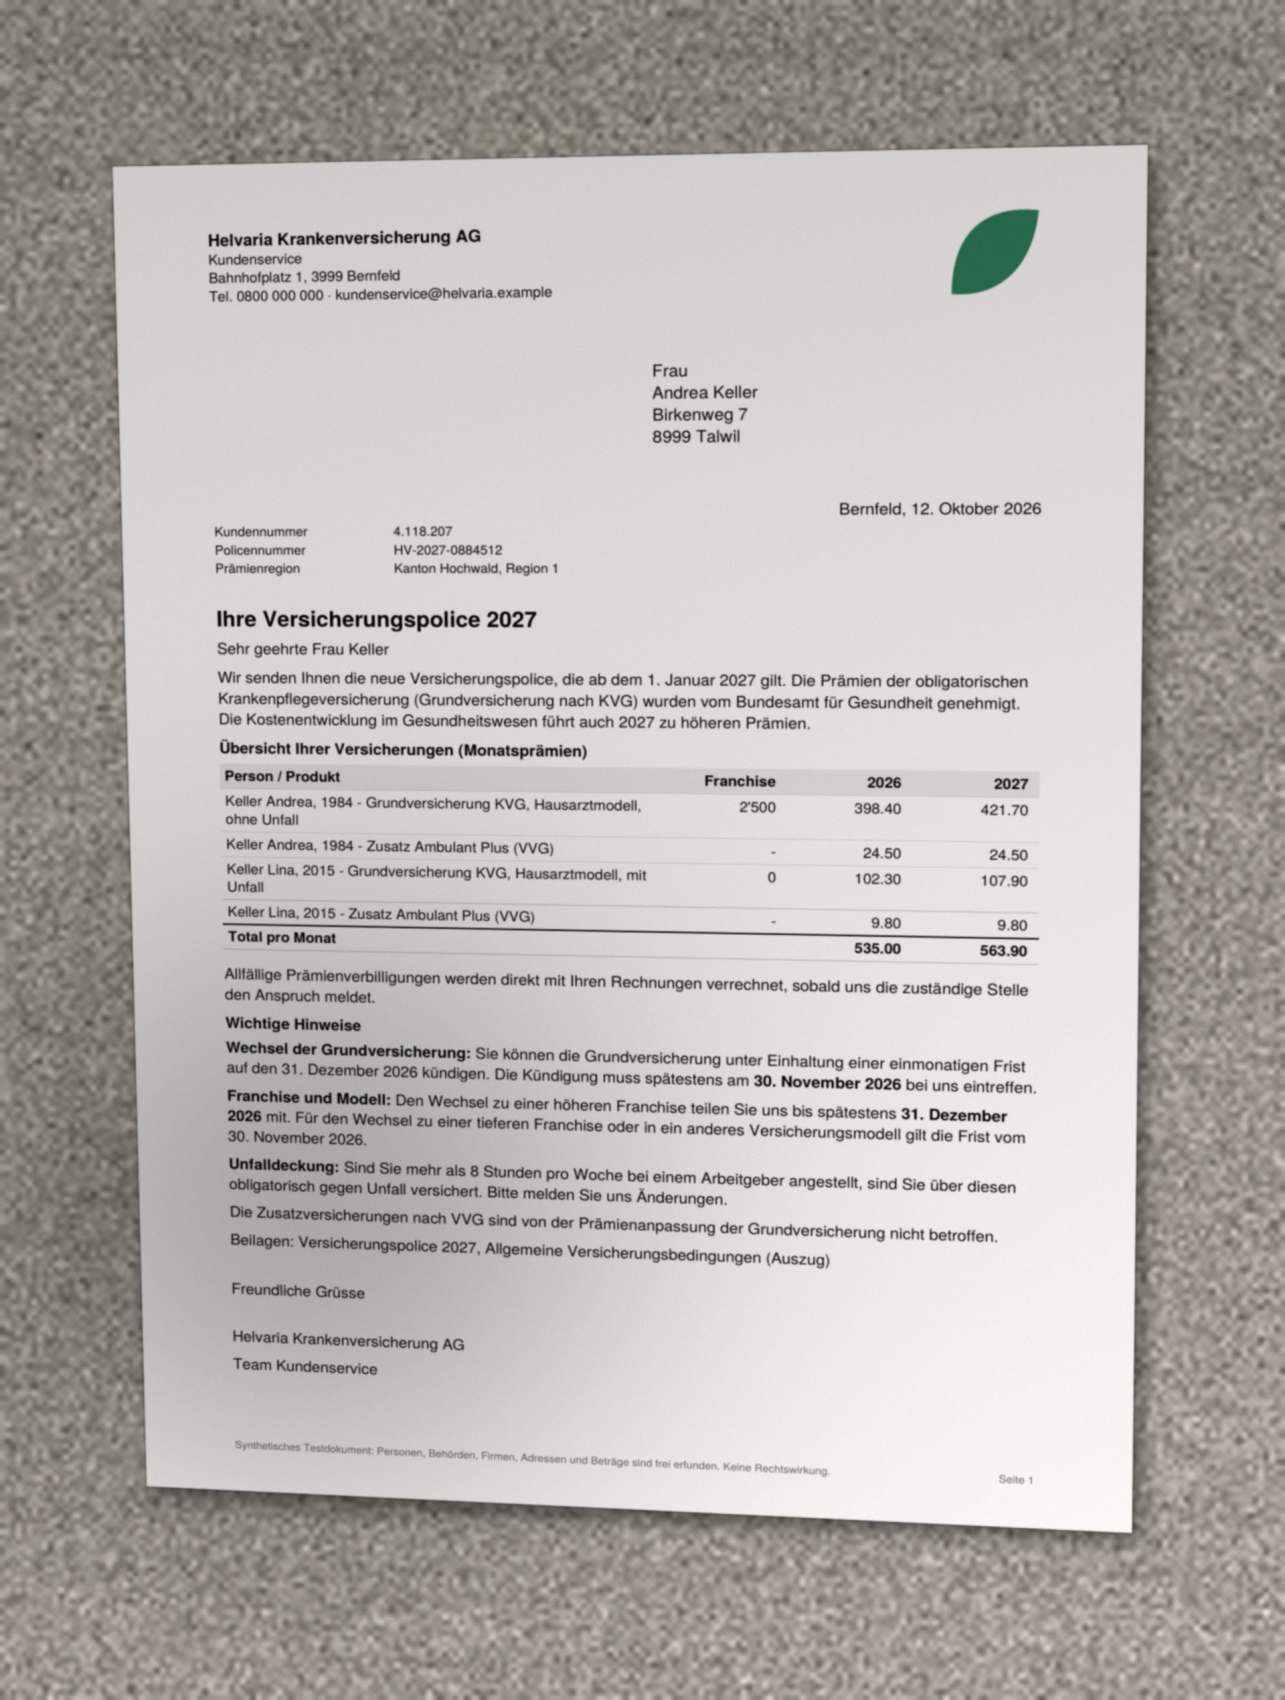 Helvaria Krankenversicherung AG
Kundenservice
Bahnhofplatz 1, 3999 Bernfeld
Tel. 0800 000 000 · kundenservice@helvaria.example
Frau
Andrea Keller
Birkenweg 7
8999 Talwil
Bernfeld, 12. Oktober 2026
Kundennummer 4.118.207
Policennummer HV-2027-0884512
Prämienregion Kanton Hochwald, Region 1
Ihre Versicherungspolice 2027
Sehr geehrte Frau Keller
Wir senden Ihnen die neue Versicherungspolice, die ab dem 1. Januar 2027 gilt. Die Prämien der obligatorischen
Krankenpflegeversicherung (Grundversicherung nach KVG) wurden vom Bundesamt für Gesundheit genehmigt.
Die Kostenentwicklung im Gesundheitswesen führt auch 2027 zu höheren Prämien.
Übersicht Ihrer Versicherungen (Monatsprämien)
Person / Produkt Franchise 2026 2027
Keller Andrea, 1984 - Grundversicherung KVG, Hausarztmodell, 2'500 398.40 421.70
ohne Unfall
Keller Andrea, 1984 - Zusatz Ambulant Plus (VVG) - 24.50 24.50
Keller Lina, 2015 - Grundversicherung KVG, Hausarztmodell, mit 0 102.30 107.90
Unfall
Keller Lina, 2015 - Zusatz Ambulant Plus (VVG) - 9.80 9.80
Total pro Monat 535.00 563.90
Allfällige Prämienverbilligungen werden direkt mit Ihren Rechnungen verrechnet, sobald uns die zuständige Stelle
den Anspruch meldet.
Wichtige Hinweise
Wechsel der Grundversicherung: Sie können die Grundversicherung unter Einhaltung einer einmonatigen Frist
auf den 31. Dezember 2026 kündigen. Die Kündigung muss spätestens am 30. November 2026 bei uns eintreffen.
Franchise und Modell: Den Wechsel zu einer höheren Franchise teilen Sie uns bis spätestens 31. Dezember
2026 mit. Für den Wechsel zu einer tieferen Franchise oder in ein anderes Versicherungsmodell gilt die Frist vom
30. November 2026.
Unfalldeckung: Sind Sie mehr als 8 Stunden pro Woche bei einem Arbeitgeber angestellt, sind Sie über diesen
obligatorisch gegen Unfall versichert. Bitte melden Sie uns Änderungen.
Die Zusatzversicherungen nach VVG sind von der Prämienanpassung der Grundversicherung nicht betroffen.
Beilagen: Versicherungspolice 2027, Allgemeine Versicherungsbedingungen (Auszug)
Freundliche Grüsse
Helvaria Krankenversicherung AG
Team Kundenservice
Synthetisches Testdokument: Personen, Behörden, Firmen, Adressen und Beträge sind frei erfunden. Keine Rechtswirkung.
Seite 1